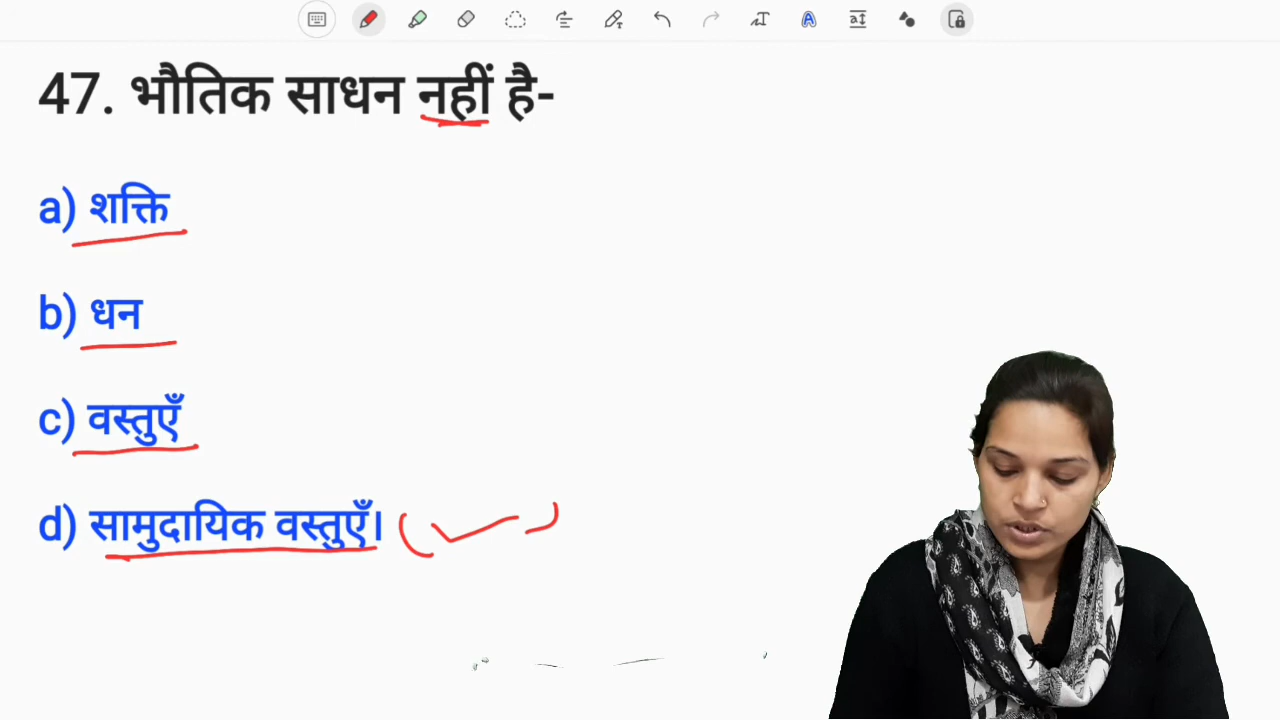 47. भौतिक साधन नहीं है-
a) शक्ति
b) धन
c) वस्तुएँ
d) सामुदायिक वस्तुएँ।